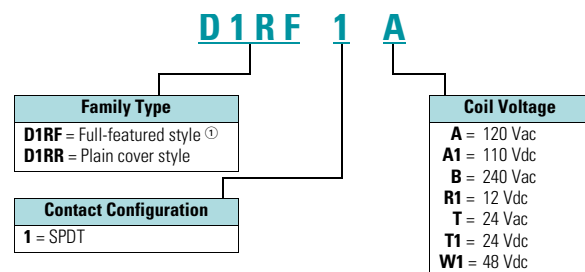 D1RF 1 A
Family Type
D1RF = Full-featured style ①
D1RR = Plain cover style
Contact Configuration
1 = SPDT
Coil Voltage
A = 120 Vac
A1 = 110 Vdc
B = 240 Vac
R1 = 12 Vdc
T = 24 Vac
T1 = 24 Vdc
W1 = 48 Vdc